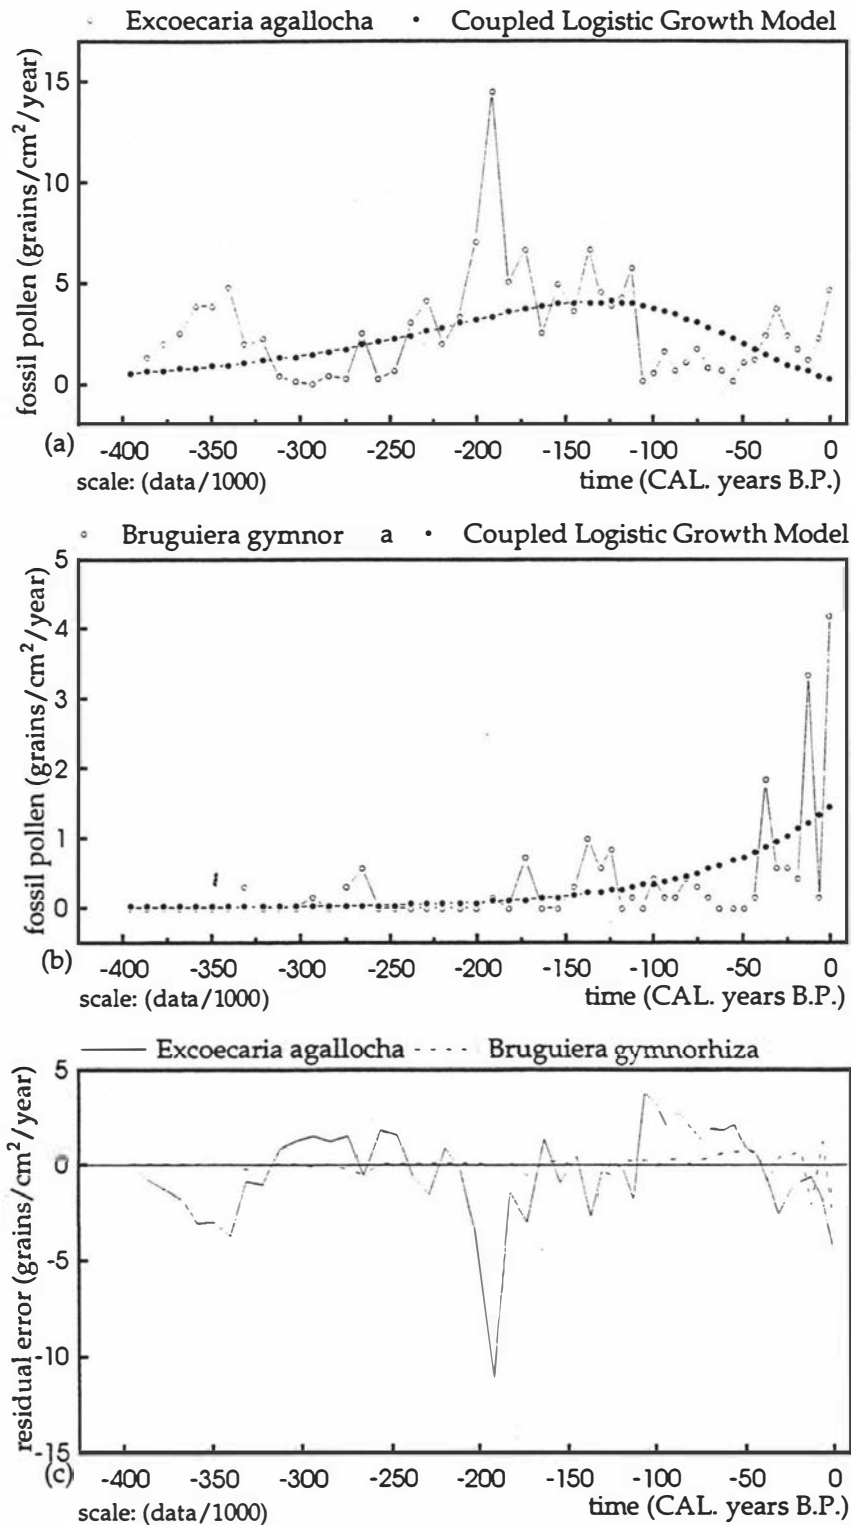 Excoecaria agallocha • Coupled Logistic Growth Model
fossil pollen (grains/cm²/year)
15
10
5
0
(a)
-400 -350 -300 -250 -200 -150 -100 -50 0
scale: (data/1000) time (CAL. years B.P.)
Bruguiera gymnor a • Coupled Logistic Growth Model
fossil pollen (grains/cm²/year)
5
4
3
2
1
0
(b)
-400 -350 -300 -250 -200 -150 -100 -50 0
scale: (data/1000) time (CAL. years B.P.)
Excoecaria agallocha Bruguiera gymnorhiza
residual error (grains/cm²/year)
5
0
-5
-10
-15
(c)
-400 -350 -300 -250 -200 -150 -100 -50 0
scale: (data/1000) time (CAL. years B.P.)